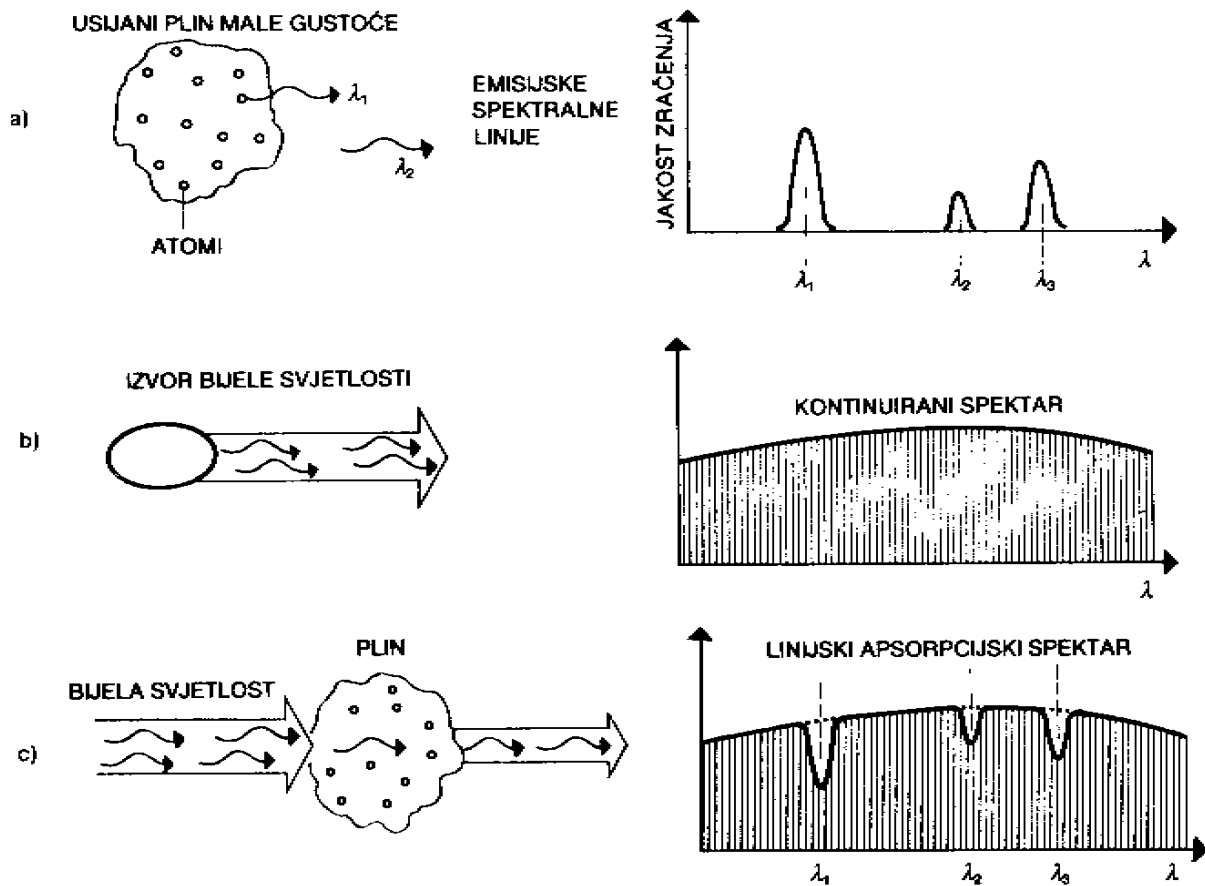 USIJANI PLIN MALE GUSTOĆE
a)
λ₁
λ₂
ATOMI
EMISIJSKE
SPEKTRALNE
LINIJE
JAKOST ZRAČENJA
λ₁ λ₂ λ₃ λ
b)
IZVOR BIJELE SVJETLOSTI
KONTINUIRANI SPEKTAR
λ
c)
BIJELA SVJETLOST
PLIN
LINIJSKI APSORPCIJSKI SPEKTAR
λ₁ λ₂ λ₃ λ